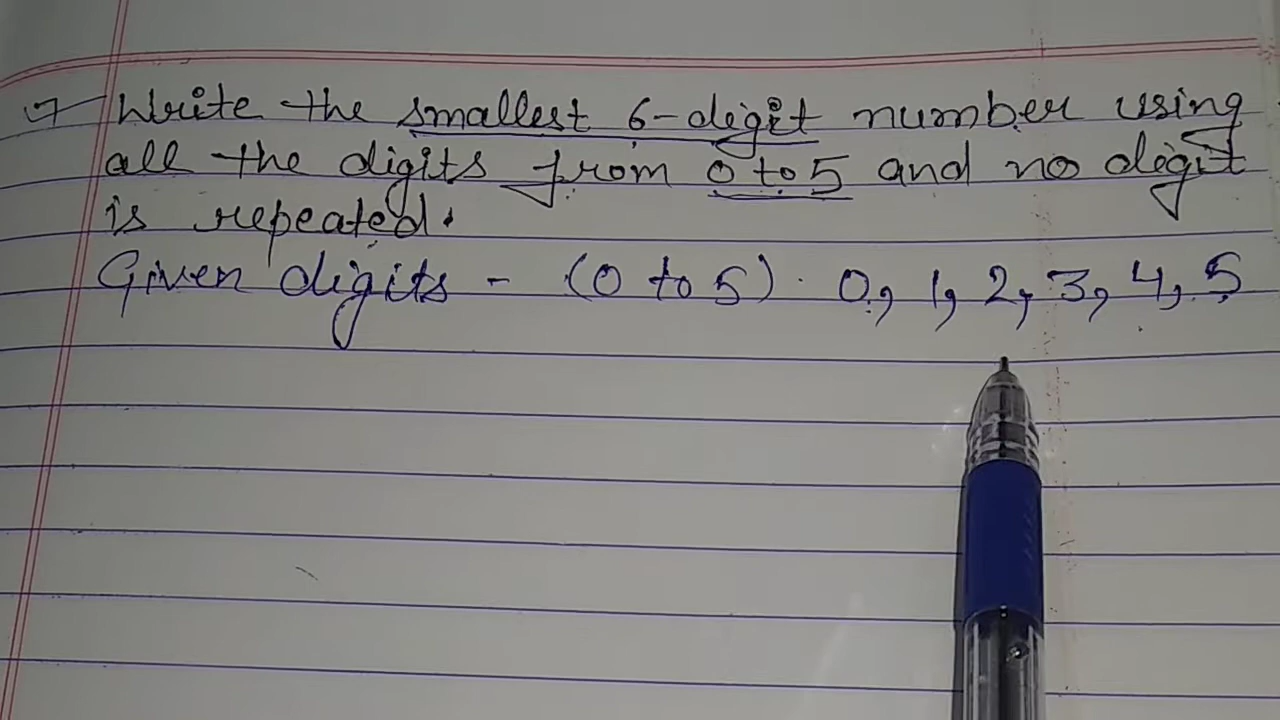 → Write the smallest 6-digit number using
all the digits from 0 to 5 and no digit
is repeated.
Given digits - (0 to 5). 0, 1, 2, 3, 4, 5